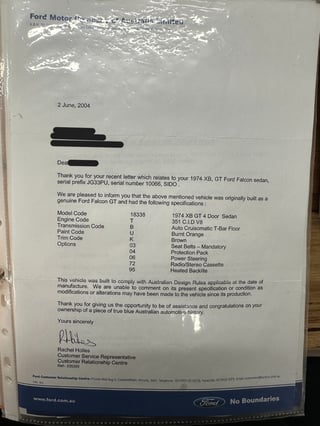 Ford Motor Company of Australia Limited
2 June, 2004
Dear
Thank you for your recent letter which relates to your 1974 XB, GT Ford Falcon sedan,
serial prefix JG33PU, serial number 10066, SIDO .
We are pleased to inform you that the above mentioned vehicle was originally built as a
genuine Ford Falcon GT and had the following specifications :
Model Code 18338 1974 XB GT 4 Door Sedan
Engine Code T 351 C.I.D V8
Transmission Code B Auto Cruisomatic T-Bar Floor
Paint Code U Burnt Orange
Trim Code K Brown
Options 03 Seat Belts – Mandatory
04 Protection Pack
06 Power Steering
72 Radio/Stereo Cassette
95 Heated Backlite
This vehicle was built to comply with Australian Design Rules applicable at the date of
manufacture. We are unable to comment on its present specification or condition as
modifications or alterations may have been made to the vehicle since its production.
Thank you for giving us the opportunity to be of assistance and congratulations on your
ownership of a piece of true blue Australian automotive history.
Yours sincerely
Rachel Holles
Customer Service Representative
Customer Relationship Centre
Ford Customer Relationship Centre
www.ford.com.au Ford No Boundaries